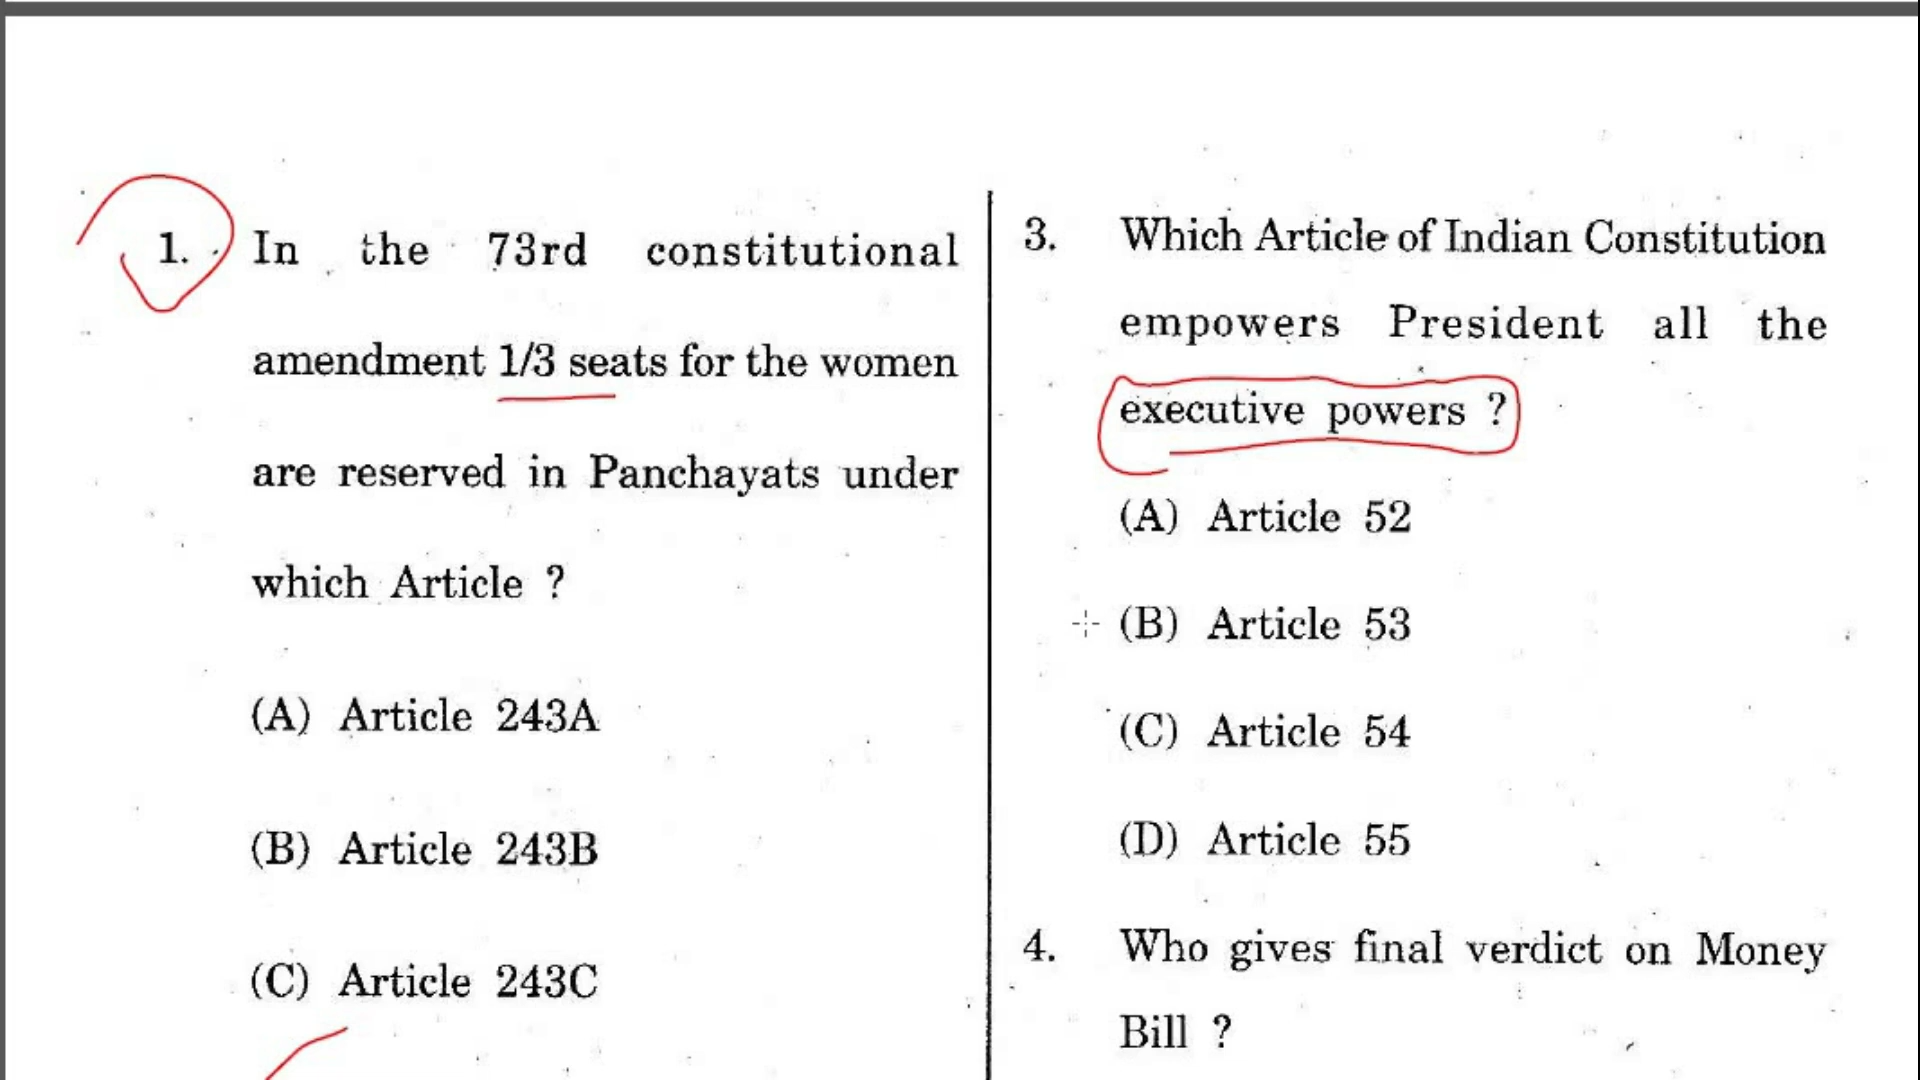 1. In the 73rd constitutional
amendment 1/3 seats for the women
are reserved in Panchayats under
which Article ?
(A) Article 243A
(B) Article 243B
(C) Article 243C
3. Which Article of Indian Constitution
empowers President all the
executive powers ?
(A) Article 52
(B) Article 53
(C) Article 54
(D) Article 55
4. Who gives final verdict on Money
Bill ?